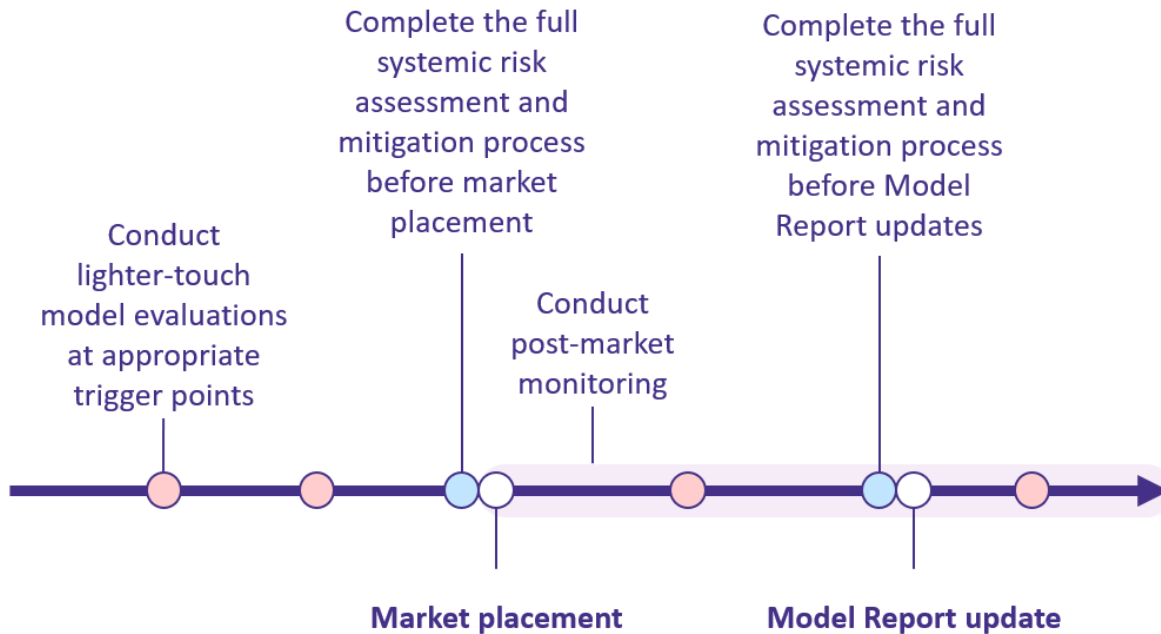 Complete the full
systemic risk
assessment and
mitigation process
before market
placement
Complete the full
systemic risk
assessment and
mitigation process
before Model
Report updates
Conduct
lighter-touch
model evaluations
at appropriate
trigger points
Conduct
post-market
monitoring
Market placement
Model Report update